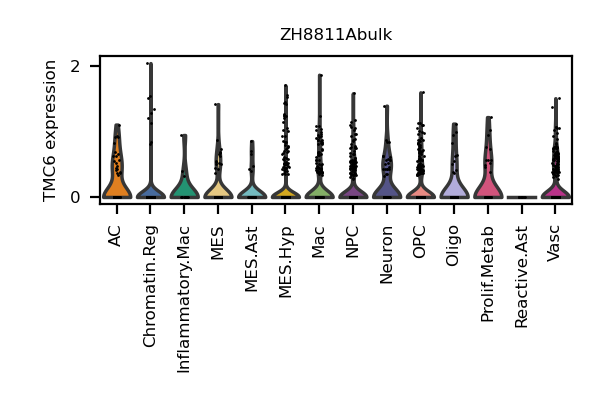 ZH8811Abulk
TMC6 expression
2
0
AC
Chromatin.Reg
Inflammatory.Mac
MES
MES.Ast
MES.Hyp
Mac
NPC
Neuron
OPC
Oligo
Prolif.Metab
Reactive.Ast
Vasc